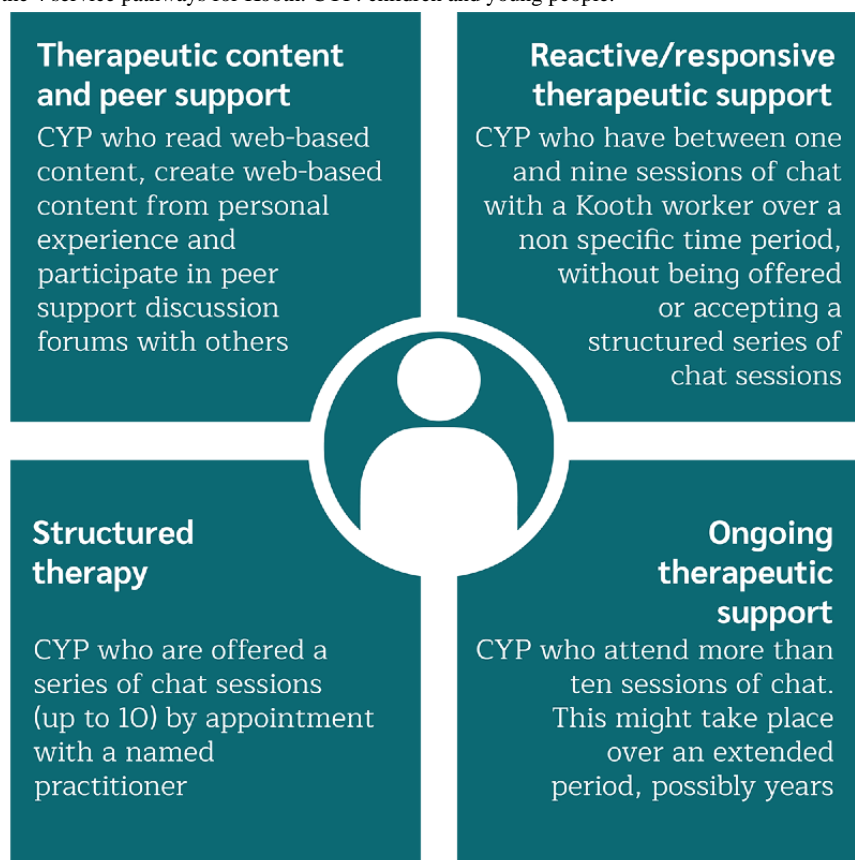 Therapeutic content
and peer support
CYP who read web-based
content, create web-based
content from personal
experience and
participate in peer
support discussion
forums with others
Reactive/responsive
therapeutic support
CYP who have between one
and nine sessions of chat
with a Kooth worker over a
non specific time period,
without being offered
or accepting a
structured series of
chat sessions
Structured
therapy
CYP who are offered a
series of chat sessions
(up to 10) by appointment
with a named
practitioner
Ongoing
therapeutic
support
CYP who attend more than
ten sessions of chat.
This might take place
over an extended
period, possibly years